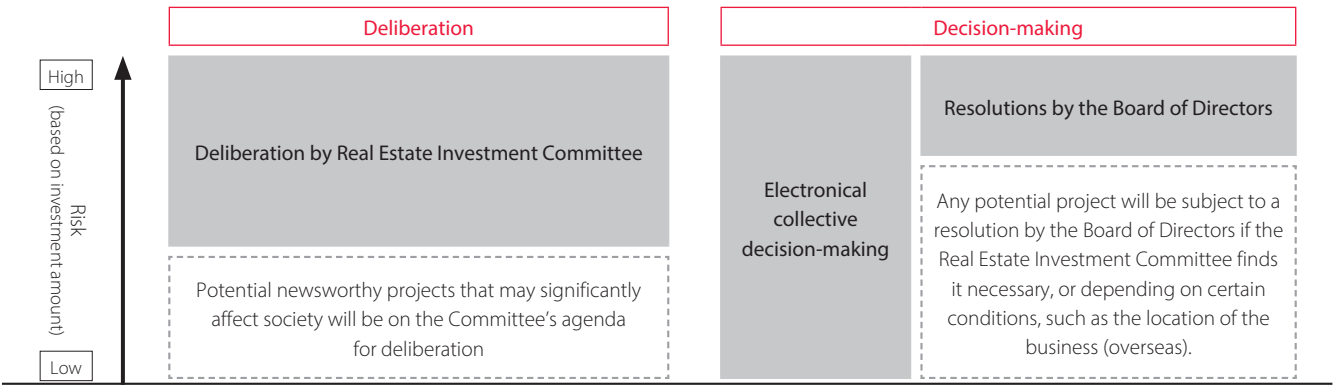 Deliberation
Decision-making
High
Risk
(based on investment amount)
Low
Deliberation by Real Estate Investment Committee
Potential newsworthy projects that may significantly
affect society will be on the Committee’s agenda
for deliberation
Electronical
collective
decision-making
Resolutions by the Board of Directors
Any potential project will be subject to a
resolution by the Board of Directors if the
Real Estate Investment Committee finds
it necessary, or depending on certain
conditions, such as the location of the
business (overseas).